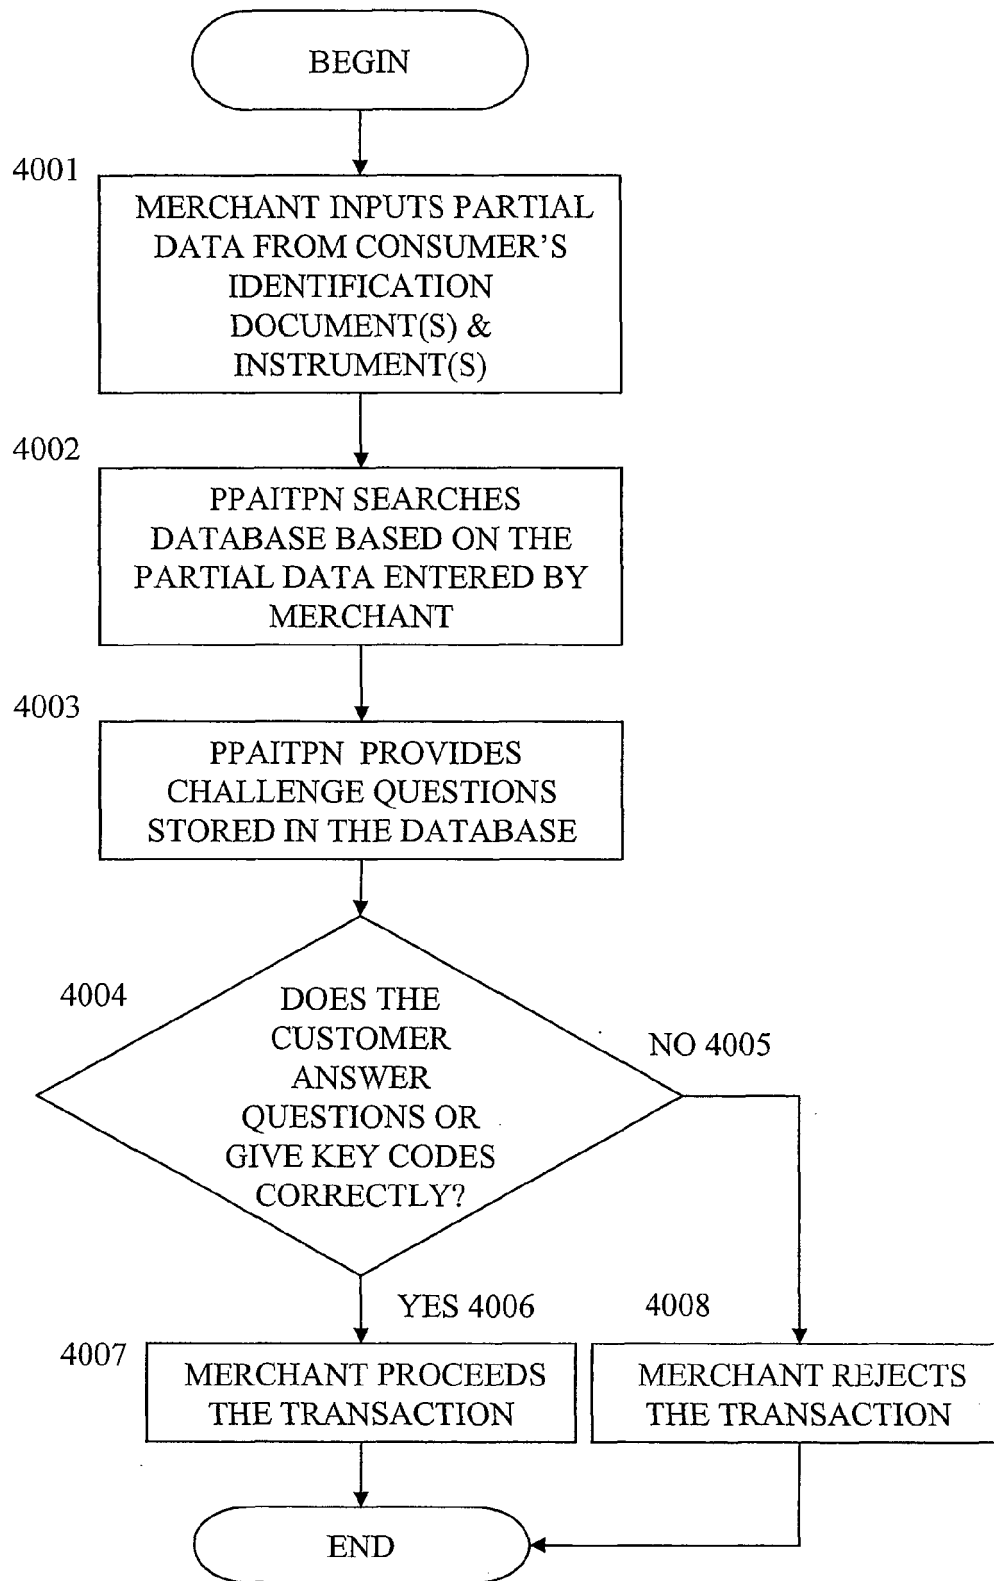 BEGIN
4001
MERCHANT INPUTS PARTIAL
DATA FROM CONSUMER'S
IDENTIFICATION
DOCUMENT(S) &
INSTRUMENT(S)
4002
PPAITPN SEARCHES
DATABASE BASED ON THE
PARTIAL DATA ENTERED BY
MERCHANT
4003
PPAITPN PROVIDES
CHALLENGE QUESTIONS
STORED IN THE DATABASE
4004
DOES THE
CUSTOMER
ANSWER
QUESTIONS OR
GIVE KEY CODES
CORRECTLY?
NO 4005
YES 4006
4007
MERCHANT PROCEEDS
THE TRANSACTION
4008
MERCHANT REJECTS
THE TRANSACTION
END